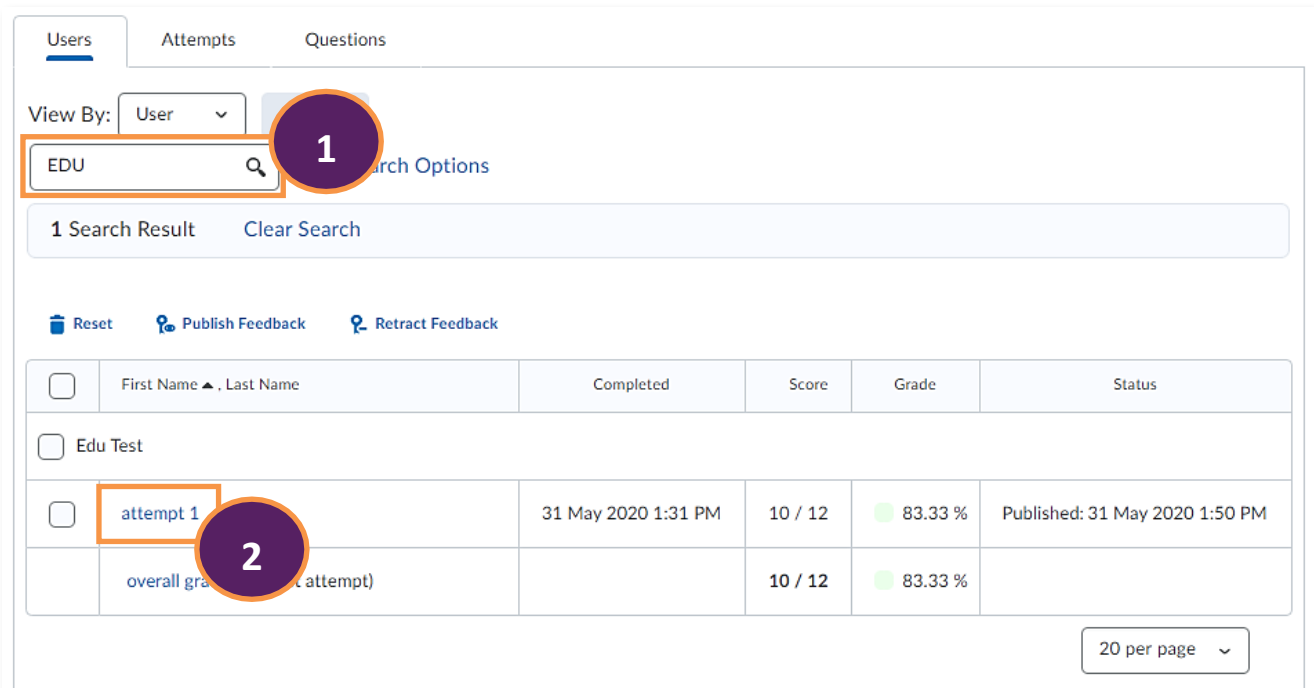 Users Attempts Questions
View By: User
EDU 1 Options
1 Search Result Clear Search
Reset Publish Feedback Retract Feedback
First Name , Last Name Completed Score Grade Status
Edu Test
attempt 1 31 May 2020 1:31 PM 10 / 12 83.33 % Published: 31 May 2020 1:50 PM
2
overall attempt) 10 / 12 83.33 %
20 per page